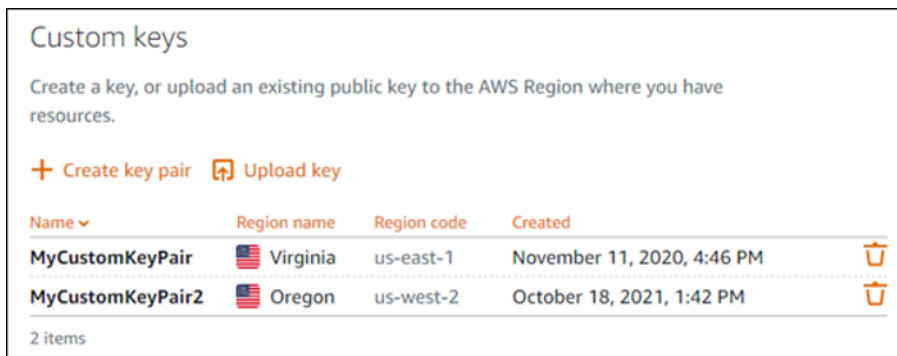 Custom keys
Create a key, or upload an existing public key to the AWS Region where you have
resources.
Create key pair Upload key
Name Region name Region code Created
MyCustomKeyPair Virginia us-east-1 November 11, 2020, 4:46 PM
MyCustomKeyPair2 Oregon us-west-2 October 18, 2021, 1:42 PM
2 items